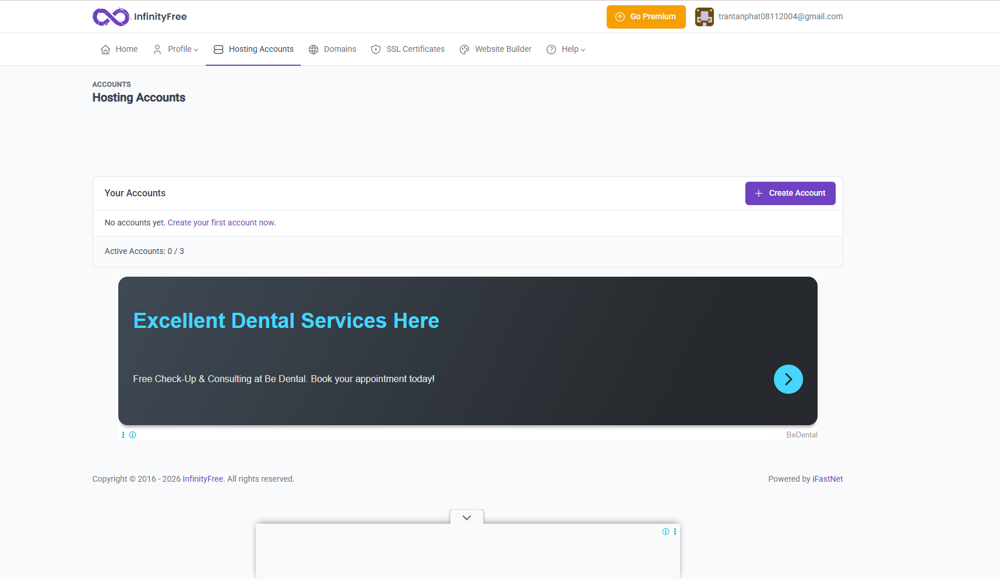 InfinityFree
Go Premium
trantanphat08112004@gmail.com
Home
Profile
Hosting Accounts
Domains
SSL Certificates
Website Builder
Help
ACCOUNTS
Hosting Accounts
Your Accounts
Create Account
No accounts yet. Create your first account now.
Active Accounts: 0 / 3
Excellent Dental Services Here
Free Check-Up & Consulting at Be Dental. Book your appointment today!
BeDental
Copyright © 2016 - 2026 InfinityFree. All rights reserved.
Powered by iFastNet